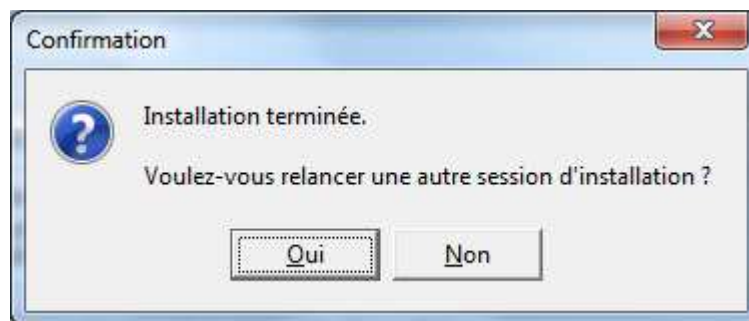 Confirmation
Installation terminée.
Voulez-vous relancer une autre session d'installation ?
Oui Non